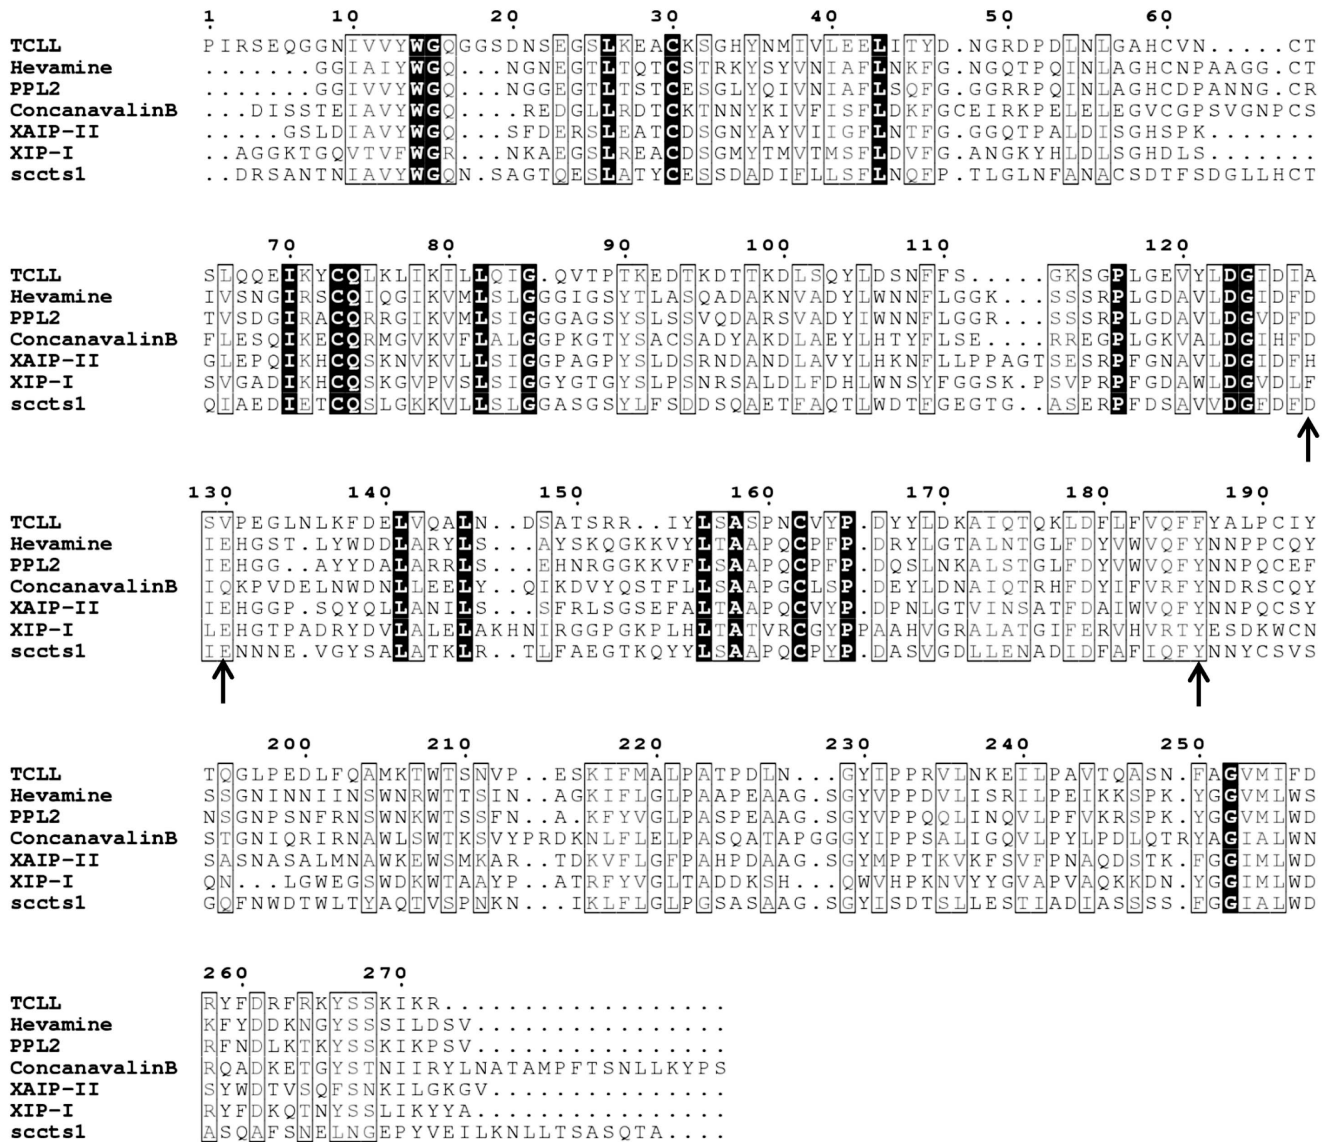 1 10 20 30 40 50 60
TCLL PIRSEQGGNIVVYWGQGGSDNSEGSLKEACKSGHYNMIVLEELITYD.NGRDPDLNLGAHCVN.....CT
Hevamine .......GGIAIYWGQ...NGNEGTLTQTCSTRKYSYVNIAFLNKFG.NGQTPQINLAGHCNPAAGG.CT
PPL2 .......GGIVVYWGQ...NGGEGTLTSTCESGLYQIVNIAFLSQFG.GGRRPQINLAGHCDPANNG.CR
ConcanavalinB ...DISSTEIAVYWGQ...REDGLLRDTCKTNNYKIVFISFLDKFGCEIRKPELELEGVCGPSVGNPCS
XAIP-II .....GSLDIAVYWGQ...SFDERSLEATCDSGNYAYVIIGFLNTFG.GGQTPALDISGHSPK.......
XIP-I ..AGGKTGQVTVFWGR...NKAEGSLREACDSGMYTMVTMSFLDVFG.ANGKYHLDLSGHDLS.......
sccts1 ..DRSANTNIAVYWGQN.SAGTQESLATYCESSDADIFLLSFLNQFP.TLGLNFANACSDTFSDGLLHCT
70 80 90 100 110 120
TCLL SLQQEIKYCQLKLIKILLQIG.QVTPTKEDTKDTTKDLSQYLDSNFFS.....GKSGPLGEVYLDGIDIA
Hevamine IVSNGIRSCQIQGIKVMLSLGGGIGSYTLASQADAKNVADYLWNNFLGGK...SSSRPLGDAVLDGIDFD
PPL2 TVSDGIRACQRRGIKVMLSIGGGAGSYSLSSVQDARSVADYIWNNFLGGR...SSSRPLGDAVLDGVDFD
ConcanavalinB FLESQIKECQRMGVKVFLALGGPKGTYSACSADYAKDLAEYLHTYFLSE....RREGPLGKVALDGIHFD
XAIP-II GLEPQIKHCQSKNVKVLLSIGGPAGPYSLDSRNDANDLAVYLHKNFLLPPAGTSESRPFGNAVLDGIDFH
XIP-I SVGADIKHCQSKGVPVSLSIGGYGTGYSLPSNRSALDLFDHLWNSYFGGSK.PSVPRPFGDAWLDGVDLF
sccts1 QIAEDIETCQSLGKKVLLSLGGASGSYLFSDDSQAETFAQTLWDTFGEGTG..ASERPFDSAVVDGFDFD
130 140 150 160 170 180 190
TCLL SVPEGLNLKFDELVQALN..DSATSRR..IYLSASPNCVYP.DYYLDKAIQTQKLDFLFVQFFYALPCIY
Hevamine IEHGST.LYWDDLARYLS...AYSKQGKKVYLTAAPQCPFP.DRYLGTALNTGLFDYVWVQFYNNPPCQY
PPL2 IEHGG..AYYDALARRLS...EHNRGGKKVFLSAAPQCPFP.DQSLNKALSTGLFDYVWVQFYNNPQCEF
ConcanavalinB IQKPVDELNWDNLLEELY..QIKDVYQSTFLLSAAPGCLSP.DEYLDNAIQTRHFDYIFVRFYNDRSCQY
XAIP-II IEHGGP.SQYQLLANILS...SFRLSGSEFALTAAPQCVYP.DPNLGTVINSATFDAIWVQFYNNPQCSY
XIP-I LEHGTPADRYDVLALELAKHNIRGGPGKPLHLTATVRCGYPPAAHVGRALATGIFERVHVRTYESDKWCN
sccts1 IENNNE.VGYSALATKLR..TLFAEGTKQYYLSAAPQCPYP.DASVGDLLENADIDFAFIQFYNNYCSVS
200 210 220 230 240 250
TCLL TQGLPEDLFQAMKTWTSNVP..ESKIFMALPATPDLN...GYIPPRVLNKEILPAVTQASN.FAGVMIFD
Hevamine SSGNINNIINSWNRWTTSIN..AGKIFLGLPAAPEAAG.SGYVPPDVLISRILPEIKKSPK.YGGVMLWS
PPL2 NSGNPSNFRNSWNKWTSSFN..A.KFYVGLPASPEAAG.SGYVPPQQLINQVLPFVKRSPK.YGGVMLWD
ConcanavalinB STGNIQRIRNAWLSWTKSVYPRDKNLFLELPASQATAPGGGYIPPSALIGQVLPYLPDLQTRYAGIALWN
XAIP-II SASNASALMNAWKEWSMKAR..TDKVFLGFPAHPDAAG.SGYMPPTKVKFSVFPNAQDSTK.FGGIMLWD
XIP-I QN...LGWEGSWDKWTAAYP..ATRFYVGLTADDKSH...QWVHPKNVYYGVAPVAQKKDN.YGGIMLWD
sccts1 GQFNWDTWLTYAQTVSPNKN...IKLFLGLPGSASAAG.SGYISDTSLLESTIADIASSSS.FGGIALWD
260 270
TCLL RYFDRFRKYSSKIKR..................
Hevamine KFYDDKNGYSSSILDSV................
PPL2 RFNDLKTKYSSKIKPSV................
ConcanavalinB RQADKETGYSTNIIRYLNATAMPFTSNLLKYPS
XAIP-II SYWDTVSQFSNKILGKGV...............
XIP-I RYFDKQTNYSSLIKYYA................
sccts1 ASQAFSNELNGEPYVEILKNLLTSASQTA....